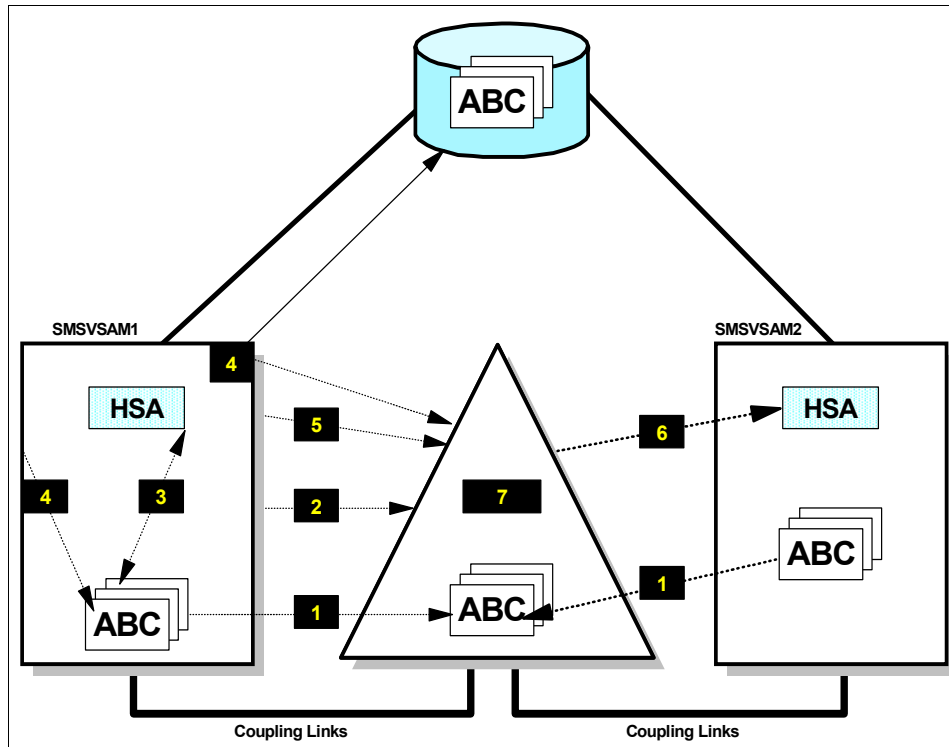 ABC
SMSVSAM1
SMSVSAM2
4
HSA
HSA
5
6
4
3
2
7
ABC
1
1
ABC
ABC
Coupling Links
Coupling Links